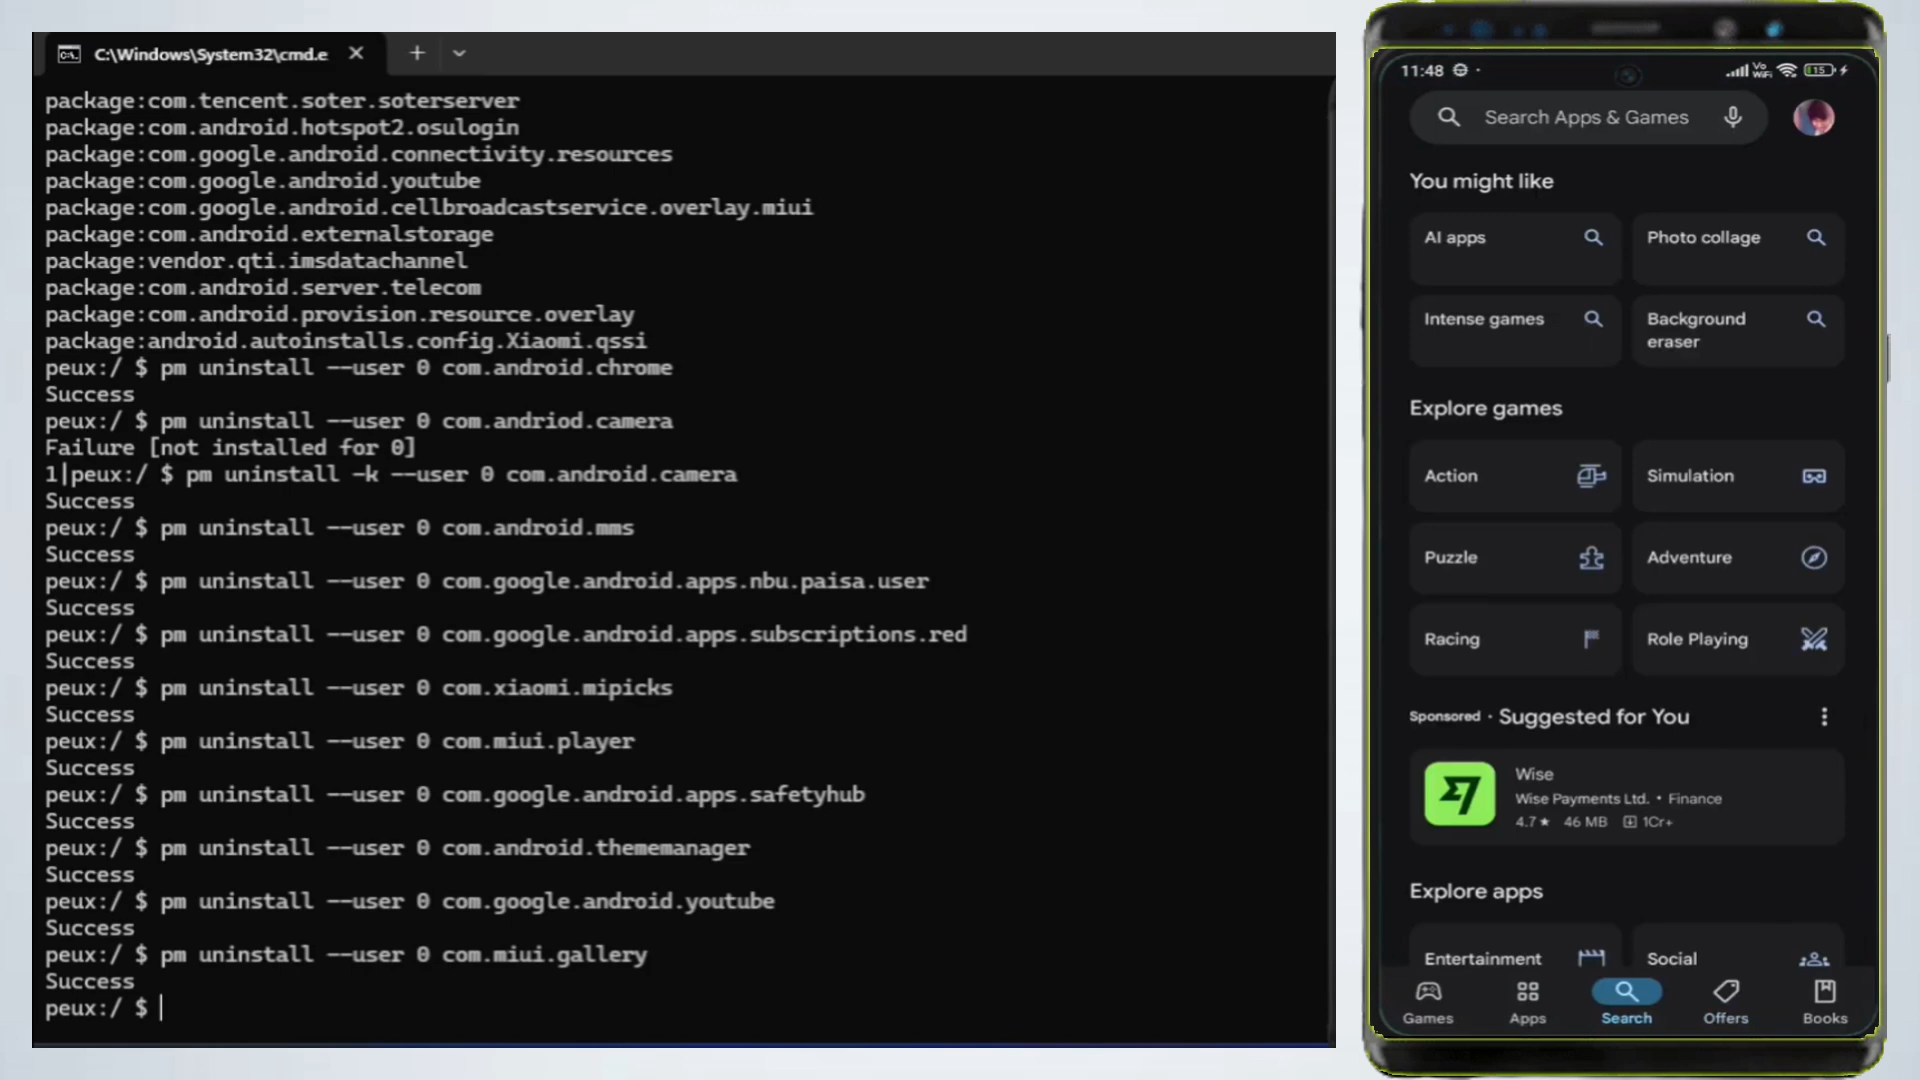 C:\Windows\System32\cmd.e
package:com.tencent.soter.soterserver
package:com.android.hotspot2.osulogin
package:com.google.android.connectivity.resources
package:com.google.android.youtube
package:com.google.android.cellbroadcastservice.overlay.miui
package:com.android.externalstorage
package:vendor.qti.imsdatachannel
package:com.android.server.telecom
package:com.android.provision.resource.overlay
package:android.autoinstalls.config.Xiaomi.qssi
peux:/ $ pm uninstall --user 0 com.android.chrome
Success
peux:/ $ pm uninstall --user 0 com.andriod.camera
Failure [not installed for 0]
1|peux:/ $ pm uninstall -k --user 0 com.android.camera
Success
peux:/ $ pm uninstall --user 0 com.android.mms
Success
peux:/ $ pm uninstall --user 0 com.google.android.apps.nbu.paisa.user
Success
peux:/ $ pm uninstall --user 0 com.google.android.apps.subscriptions.red
Success
peux:/ $ pm uninstall --user 0 com.xiaomi.mipicks
Success
peux:/ $ pm uninstall --user 0 com.miui.player
Success
peux:/ $ pm uninstall --user 0 com.google.android.apps.safetyhub
Success
peux:/ $ pm uninstall --user 0 com.android.thememanager
Success
peux:/ $ pm uninstall --user 0 com.google.android.youtube
Success
peux:/ $ pm uninstall --user 0 com.miui.gallery
Success
peux:/ $
11:48 Vo WiFi 15
Search Apps & Games
You might like
AI apps Photo collage
Intense games Background
eraser
Explore games
Action Simulation
Puzzle Adventure
Racing Role Playing
Sponsored · Suggested for You
Wise
Wise Payments Ltd. • Finance
4.7★ 46 MB 1Cr+
Explore apps
Entertainment Social
Games Apps Search Offers Books